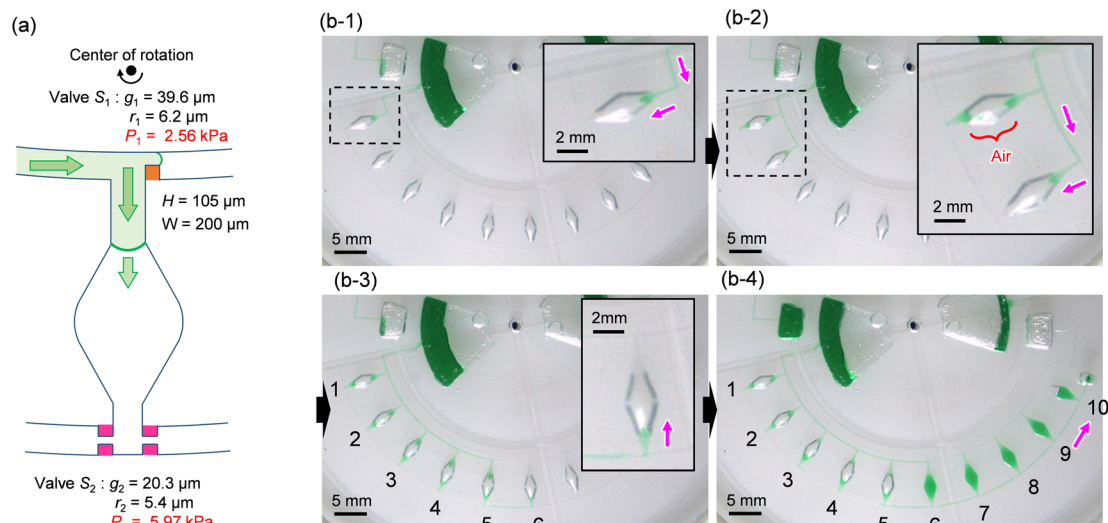 (a)
Center of rotation
Valve S₁ : g₁ = 39.6 µm
r₁ = 6.2 µm
P₁ = 2.56 kPa
H = 105 µm
W = 200 µm
Valve S₂ : g₂ = 20.3 µm
r₂ = 5.4 µm
5.97 kPa
(b-1)
2 mm
5 mm
(b-2)
Air
2 mm
5 mm
(b-3)
2mm
1
2
3
4
5
6
5 mm
(b-4)
1
2
3
4
5
6
7
8
9
10
5 mm